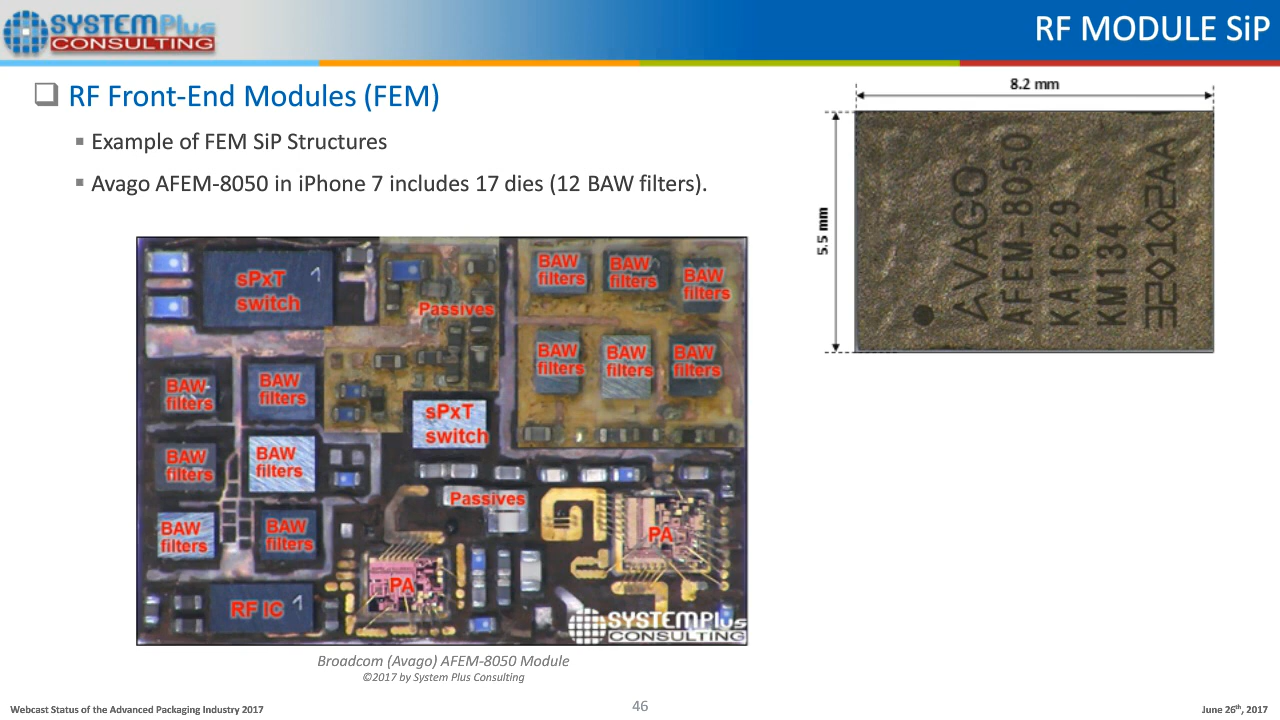 SYSTEMPlus
CONSULTING
RF MODULE SiP
RF Front-End Modules (FEM)
Example of FEM SiP Structures
Avago AFEM-8050 in iPhone 7 includes 17 dies (12 BAW filters).
8.2 mm
5.5 mm
AVAGO
AFEM-8050
KA1629
KM134
320102AA
sPxT
switch
Passives
BAW
filters
BAW
filters
BAW
filters
BAW
filters
BAW
filters
BAW
filters
BAW
filters
BAW
filters
sPxT
switch
BAW
filters
BAW
filters
Passives
BAW
filters
BAW
filters
PA
PA
RF IC
SYSTEMPlus
CONSULTING
Broadcom (Avago) AFEM-8050 Module
©2017 by System Plus Consulting
Webcast Status of the Advanced Packaging Industry 2017
46
June 26th, 2017